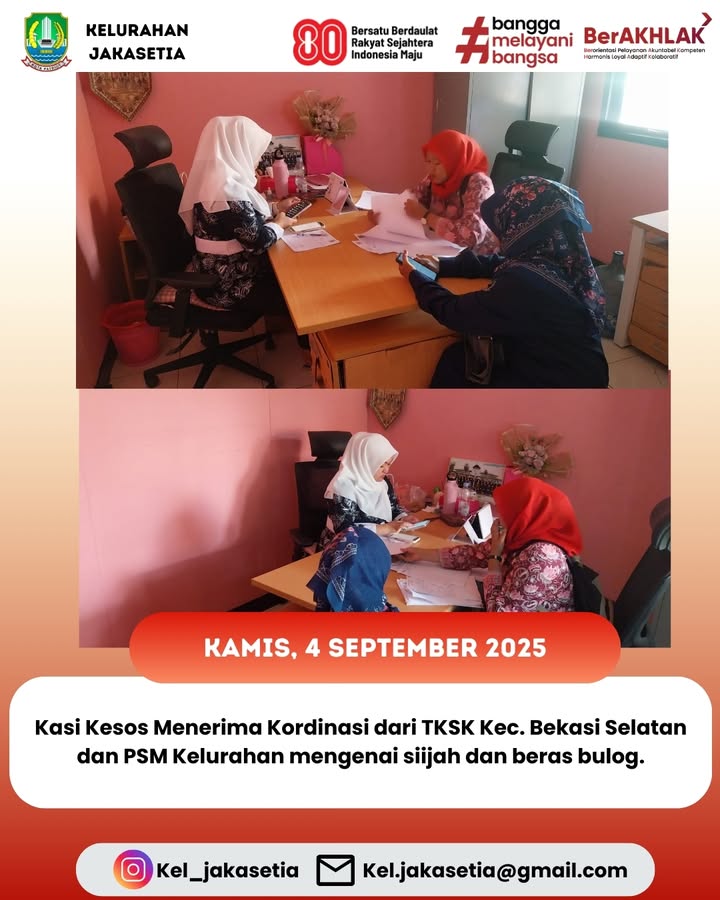 KELURAHAN
JAKASETIA
80
Bersatu Berdaulat
Rakyat Sejahtera
Indonesia Maju
#bangga
melayani
bangsa
BerAKHLAK
Berorientasi Pelayanan Akuntabel Kompeten
Harmonis Loyal Adaptif Kolaboratif
KAMIS, 4 SEPTEMBER 2025
Kasi Kesos Menerima Kordinasi dari TKSK Kec. Bekasi Selatan
dan PSM Kelurahan mengenai siijah dan beras bulog.
Kel_jakasetia
Kel.jakasetia@gmail.com